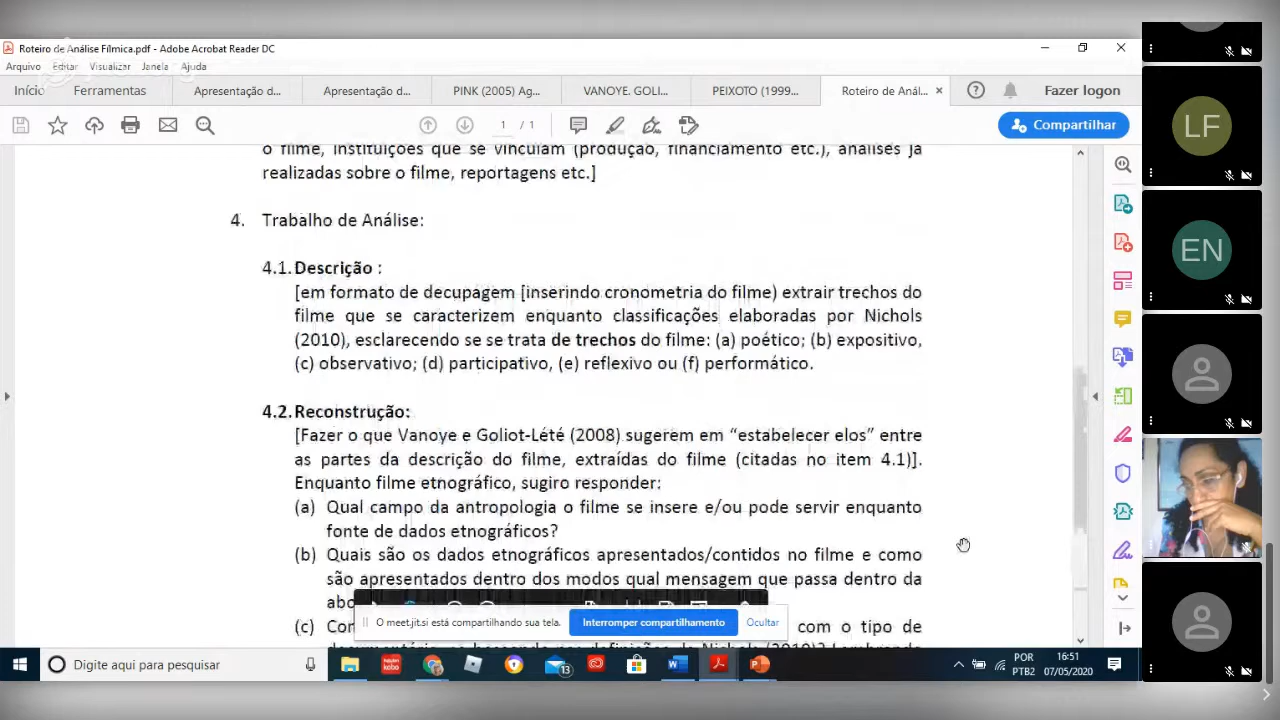 Roteiro de Análise Fílmica.pdf - Adobe Acrobat Reader DC
Arquivo Editar Visualizar Janela Ajuda
Início Ferramentas Apresentação d... Apresentação d... PINK (2005) Ag... VANOYE. GOLI... PEIXOTO (1999... Roteiro de Anál... Fazer logon
1 / 1 Compartilhar
o filme, instituições que se vinculam (produção, financiamento etc.), análises já
realizadas sobre o filme, reportagens etc.]
4. Trabalho de Análise:
4.1. Descrição :
[em formato de decupagem [inserindo cronometria do filme) extrair trechos do
filme que se caracterizem enquanto classificações elaboradas por Nichols
(2010), esclarecendo se se trata de trechos do filme: (a) poético; (b) expositivo,
(c) observativo; (d) participativo, (e) reflexivo ou (f) performático.
4.2. Reconstrução:
[Fazer o que Vanoye e Goliot-Lété (2008) sugerem em “estabelecer elos” entre
as partes da descrição do filme, extraídas do filme (citadas no item 4.1)].
Enquanto filme etnográfico, sugiro responder:
(a) Qual campo da antropologia o filme se insere e/ou pode servir enquanto
fonte de dados etnográficos?
(b) Quais são os dados etnográficos apresentados/contidos no filme e como
são apresentados dentro dos modos qual mensagem que passa dentro da
O meet.jit.si está compartilhando sua tela. Interromper compartilhamento Ocultar
(c) com o tipo de
Digite aqui para pesquisar
13
POR
PTB2
16:51
07/05/2020
LF
EN